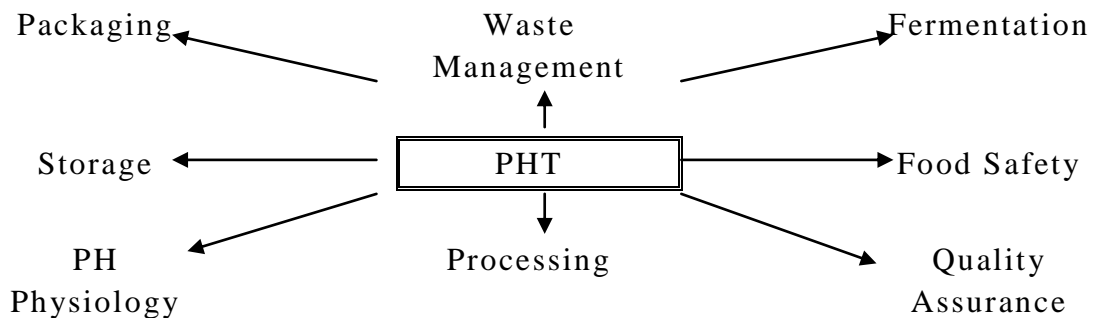 Packaging
Waste
Management
Fermentation
Storage
PHT
Food Safety
PH
Physiology
Processing
Quality
Assurance